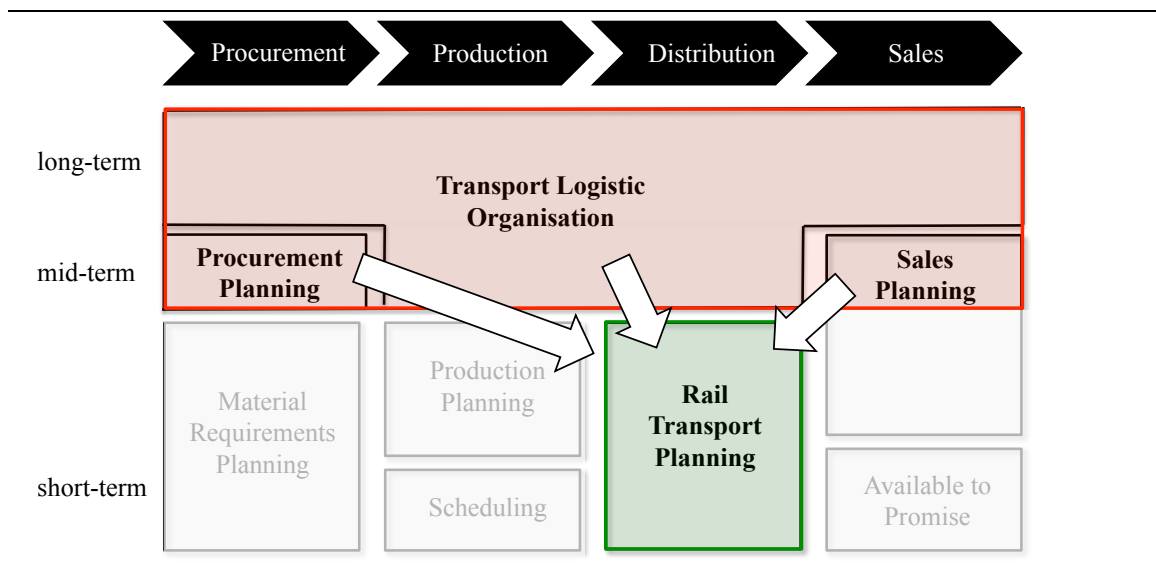 Procurement
Production
Distribution
Sales
long-term
Transport Logistic
Organisation
mid-term
Procurement
Planning
Sales
Planning
Material
Requirements
Planning
Production
Planning
Rail
Transport
Planning
short-term
Scheduling
Available to
Promise